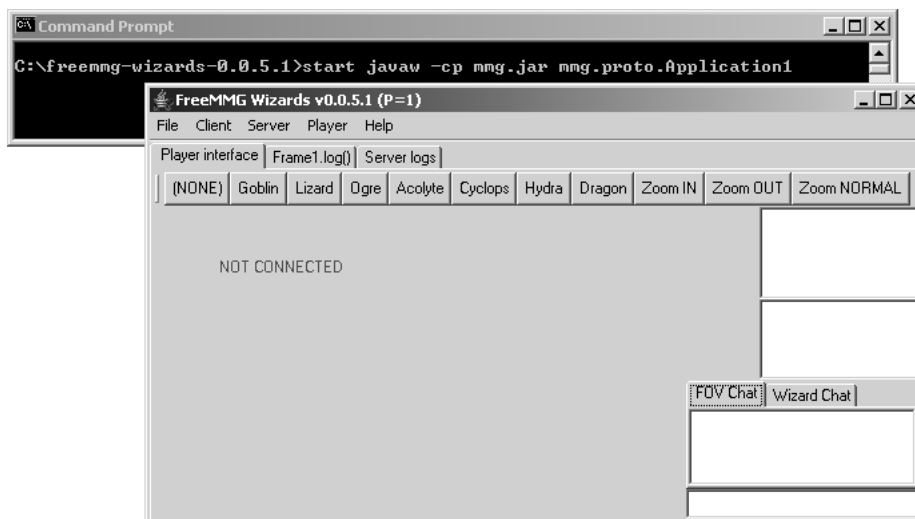 Command Prompt
C:\freemmg-wizards-0.0.5.1>start javaw -cp mmg.jar mmg.proto.Application1
FreeMMG Wizards v0.0.5.1 (P=1)
File Client Server Player Help
Player interface Frame1.log() Server logs
(NONE) Goblin Lizard Ogre Acolyte Cyclops Hydra Dragon Zoom IN Zoom OUT Zoom NORMAL
NOT CONNECTED
FOV Chat Wizard Chat